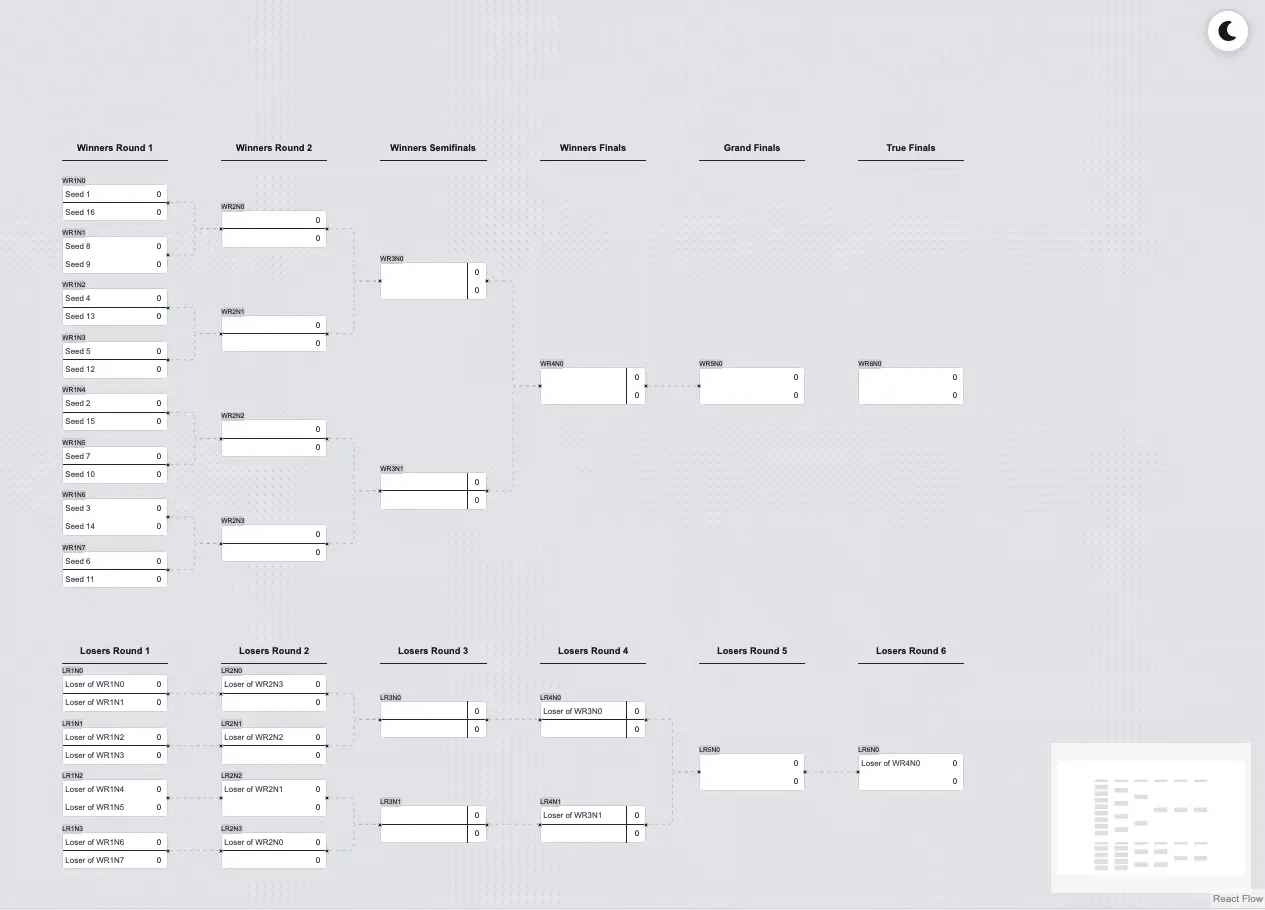 Winners Round 1
Winners Round 2
Winners Semifinals
Winners Finals
Grand Finals
True Finals
WR1N0
Seed 1 0
Seed 16 0
WR1N1
Seed 8 0
Seed 9 0
WR1N2
Seed 4 0
Seed 13 0
WR1N3
Seed 5 0
Seed 12 0
WR1N4
Seed 2 0
Seed 15 0
WR1N5
Seed 7 0
Seed 10 0
WR1N6
Seed 3 0
Seed 14 0
WR1N7
Seed 6 0
Seed 11 0
WR2N0
0
0
WR2N1
0
0
WR2N2
0
0
WR2N3
0
0
WR3N0
0
0
WR3N1
0
0
WR4N0
0
0
WR5N0
0
0
WR6N0
0
0
Losers Round 1
Losers Round 2
Losers Round 3
Losers Round 4
Losers Round 5
Losers Round 6
LR1N0
Loser of WR1N0 0
Loser of WR1N1 0
LR1N1
Loser of WR1N2 0
Loser of WR1N3 0
LR1N2
Loser of WR1N4 0
Loser of WR1N5 0
LR1N3
Loser of WR1N6 0
Loser of WR1N7 0
LR2N0
Loser of WR2N3 0
0
LR2N1
Loser of WR2N2 0
0
LR2N2
Loser of WR2N1 0
0
LR2N3
Loser of WR2N0 0
0
LR3N0
0
0
LR3N1
0
0
LR4N0
Loser of WR3N0 0
0
LR4N1
Loser of WR3N1 0
0
LR5N0
0
0
LR6N0
Loser of WR4N0 0
0
React Flow